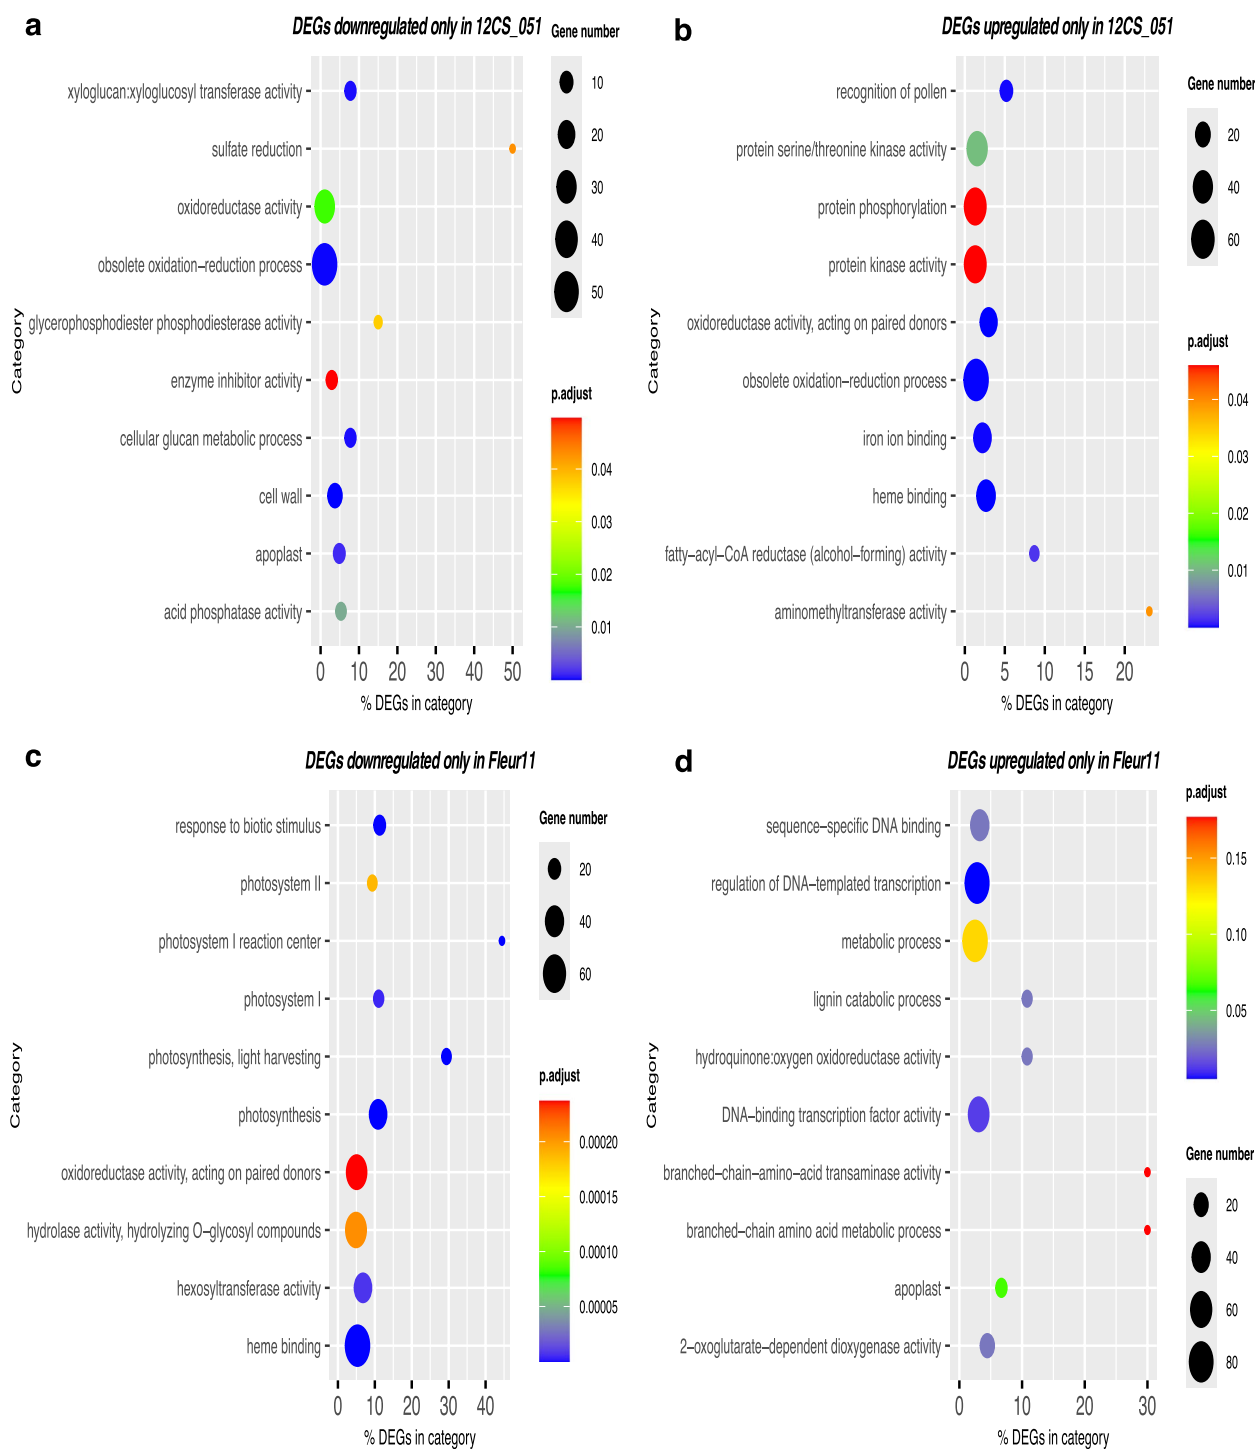 a
DEGs downregulated only in 12CS_051
Category
xyloglucan:xyloglucosyl transferase activity
sulfate reduction
oxidoreductase activity
obsolete oxidation−reduction process
glycerophosphodiester phosphodiesterase activity
enzyme inhibitor activity
cellular glucan metabolic process
cell wall
apoplast
acid phosphatase activity
0 10 20 30 40 50
% DEGs in category
Gene number
10
20
30
40
50
p.adjust
0.04
0.03
0.02
0.01
b
DEGs upregulated only in 12CS_051
Category
recognition of pollen
protein serine/threonine kinase activity
protein phosphorylation
protein kinase activity
oxidoreductase activity, acting on paired donors
obsolete oxidation−reduction process
iron ion binding
heme binding
fatty−acyl−CoA reductase (alcohol−forming) activity
aminomethyltransferase activity
0 5 10 15 20
% DEGs in category
Gene number
20
40
60
p.adjust
0.04
0.03
0.02
0.01
c
DEGs downregulated only in Fleur11
Category
response to biotic stimulus
photosystem II
photosystem I reaction center
photosystem I
photosynthesis, light harvesting
photosynthesis
oxidoreductase activity, acting on paired donors
hydrolase activity, hydrolyzing O−glycosyl compounds
hexosyltransferase activity
heme binding
0 10 20 30 40
% DEGs in category
Gene number
20
40
60
p.adjust
0.00020
0.00015
0.00010
0.00005
d
DEGs upregulated only in Fleur11
Category
sequence−specific DNA binding
regulation of DNA−templated transcription
metabolic process
lignin catabolic process
hydroquinone:oxygen oxidoreductase activity
DNA−binding transcription factor activity
branched−chain−amino−acid transaminase activity
branched−chain amino acid metabolic process
apoplast
2−oxoglutarate−dependent dioxygenase activity
0 10 20 30
% DEGs in category
p.adjust
0.15
0.10
0.05
Gene number
20
40
60
80